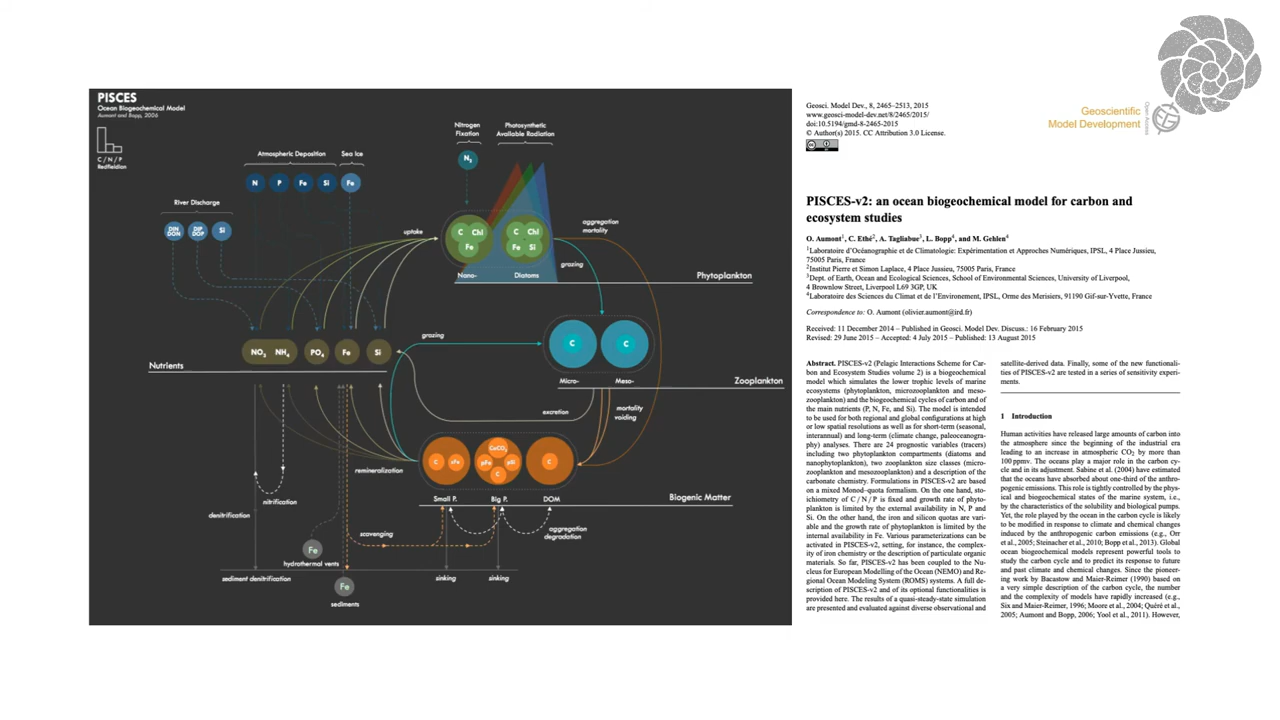 PISCES
Ocean Biogeochemical Model
Aumont and Bopp, 2006
C / N / P
Redfieldian
Nitrogen
Fixation
Photosynthetic
Available Radiation
N2
Atmospheric Deposition
Sea Ice
N P Fe Si Fe
River Discharge
DIN
DON
DIP
DOP
Si
uptake
C Chl
Fe
C Chl
Fe Si
Nano-
Diatoms
aggregation
mortality
grazing
Phytoplankton
grazing
NO3 NH4 PO4 Fe Si
Nutrients
C C
Micro-
Meso-
Zooplankton
excretion
mortality
voiding
remineralization
C sFe
CaCO3
pFe pSi
C
C
Small P.
Big P.
DOM
Biogenic Matter
nitrification
denitrification
scavenging
aggregation
degradation
Fe
hydrothermal vents
sediment denitrification
Fe
sediments
sinking
sinking
Geosci. Model Dev., 8, 2465–2513, 2015
www.geosci-model-dev.net/8/2465/2015/
doi:10.5194/gmd-8-2465-2015
© Author(s) 2015. CC Attribution 3.0 License.
Geoscientific
Model Development
Open Access
PISCES-v2: an ocean biogeochemical model for carbon and
ecosystem studies
O. Aumont1, C. Ethé2, A. Tagliabue3, L. Bopp4, and M. Gehlen4
1Laboratoire d'Océanographie et de Climatologie: Expérimentation et Approches Numériques, IPSL, 4 Place Jussieu,
75005 Paris, France
2Institut Pierre et Simon Laplace, 4 Place Jussieu, 75005 Paris, France
3Dept. of Earth, Ocean and Ecological Sciences, School of Environmental Sciences, University of Liverpool,
4 Brownlow Street, Liverpool L69 3GP, UK
4Laboratoire des Sciences du Climat et de l'Environement, IPSL, Orme des Merisiers, 91190 Gif-sur-Yvette, France
Correspondence to: O. Aumont (olivier.aumont@ird.fr)
Received: 11 December 2014 – Published in Geosci. Model Dev. Discuss.: 16 February 2015
Revised: 29 June 2015 – Accepted: 4 July 2015 – Published: 13 August 2015
Abstract. PISCES-v2 (Pelagic Interactions Scheme for Car-
bon and Ecosystem Studies volume 2) is a biogeochemical
model which simulates the lower trophic levels of marine
ecosystems (phytoplankton, microzooplankton and meso-
zooplankton) and the biogeochemical cycles of carbon and of
the main nutrients (P, N, Fe, and Si). The model is intended
to be used for both regional and global configurations at high
or low spatial resolutions as well as for short-term (seasonal,
interannual) and long-term (climate change, paleoceanogra-
phy) analyses. There are 24 prognostic variables (tracers)
including two phytoplankton compartments (diatoms and
nanophytoplankton), two zooplankton size classes (micro-
zooplankton and mesozooplankton) and a description of the
carbonate chemistry. Formulations in PISCES-v2 are based
on a mixed Monod–quota formalism. On the one hand, sto-
ichiometry of C / N / P is fixed and growth rate of phyto-
plankton is limited by the external availability in N, P and
Si. On the other hand, the iron and silicon quotas are vari-
able and the growth rate of phytoplankton is limited by the
internal availability in Fe. Various parameterizations can be
activated in PISCES-v2, setting, for instance, the complex-
ity of iron chemistry or the description of particulate organic
materials. So far, PISCES-v2 has been coupled to the Nu-
cleus for European Modelling of the Ocean (NEMO) and Re-
gional Ocean Modeling System (ROMS) systems. A full de-
scription of PISCES-v2 and of its optional functionalities is
provided here. The results of a quasi-steady-state simulation
are presented and evaluated against diverse observational and
satellite-derived data. Finally, some of the new functionali-
ties of PISCES-v2 are tested in a series of sensitivity experi-
ments.
1 Introduction
Human activities have released large amounts of carbon into
the atmosphere since the beginning of the industrial era
leading to an increase in atmospheric CO2 by more than
100 ppmv. The oceans play a major role in the carbon cy-
cle and in its adjustment. Sabine et al. (2004) have estimated
that the oceans have absorbed about one-third of the anthro-
pogenic emissions. This role is tightly controlled by the phys-
ical and biogeochemical states of the marine system, i.e.,
by the characteristics of the solubility and biological pumps.
Yet, the role played by the ocean in the carbon cycle is likely
to be modified in response to climate and chemical changes
induced by the anthropogenic carbon emissions (e.g., Orr
et al., 2005; Steinacher et al., 2010; Bopp et al., 2013). Global
ocean biogeochemical models represent powerful tools to
study the carbon cycle and to predict its response to future
and past climate and chemical changes. Since the pioneer-
ing work by Bacastow and Maier-Reimer (1990) based on
a very simple description of the carbon cycle, the number
and the complexity of models have rapidly increased (e.g.,
Six and Maier-Reimer, 1996; Moore et al., 2004; Quéré et al.,
2005; Aumont and Bopp, 2006; Yool et al., 2011). However,